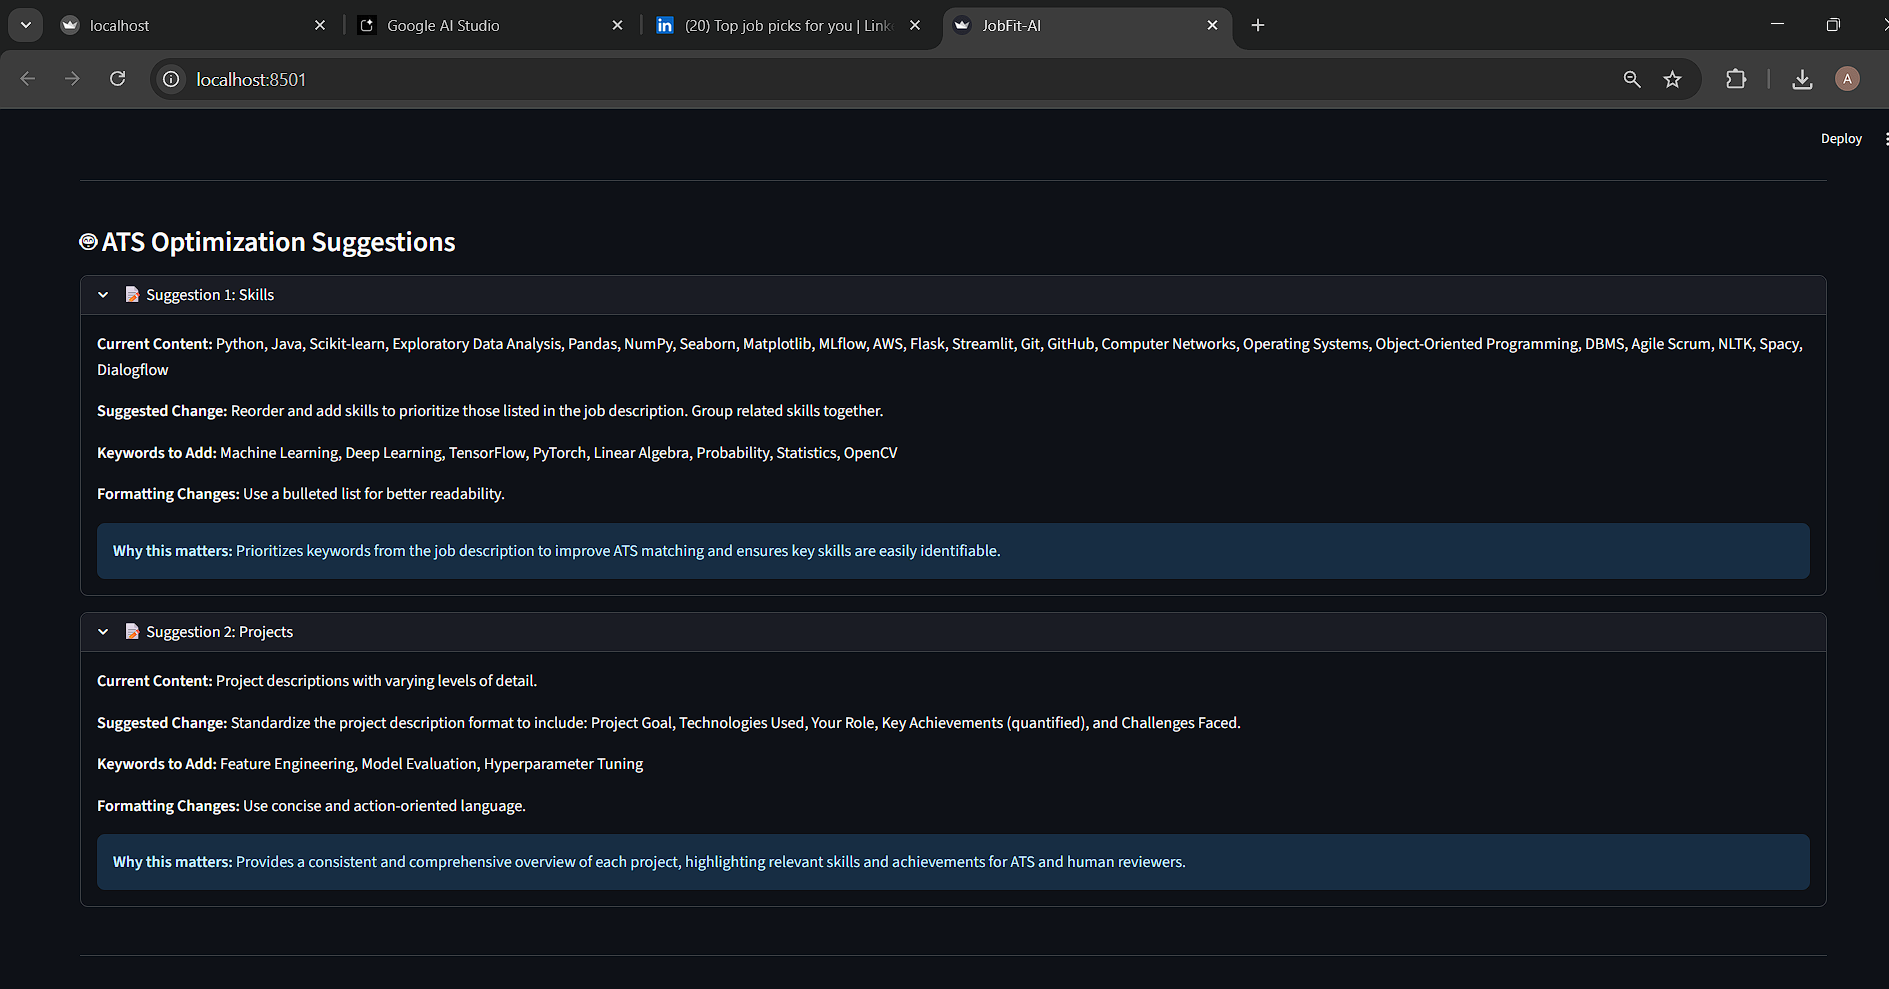 localhost
Google AI Studio
(20) Top job picks for you | Link
JobFit-AI
localhost:8501
A
Deploy
ATS Optimization Suggestions
Suggestion 1: Skills
Current Content: Python, Java, Scikit-learn, Exploratory Data Analysis, Pandas, NumPy, Seaborn, Matplotlib, MLflow, AWS, Flask, Streamlit, Git, GitHub, Computer Networks, Operating Systems, Object-Oriented Programming, DBMS, Agile Scrum, NLTK, Spacy,
Dialogflow
Suggested Change: Reorder and add skills to prioritize those listed in the job description. Group related skills together.
Keywords to Add: Machine Learning, Deep Learning, TensorFlow, PyTorch, Linear Algebra, Probability, Statistics, OpenCV
Formatting Changes: Use a bulleted list for better readability.
Why this matters: Prioritizes keywords from the job description to improve ATS matching and ensures key skills are easily identifiable.
Suggestion 2: Projects
Current Content: Project descriptions with varying levels of detail.
Suggested Change: Standardize the project description format to include: Project Goal, Technologies Used, Your Role, Key Achievements (quantified), and Challenges Faced.
Keywords to Add: Feature Engineering, Model Evaluation, Hyperparameter Tuning
Formatting Changes: Use concise and action-oriented language.
Why this matters: Provides a consistent and comprehensive overview of each project, highlighting relevant skills and achievements for ATS and human reviewers.